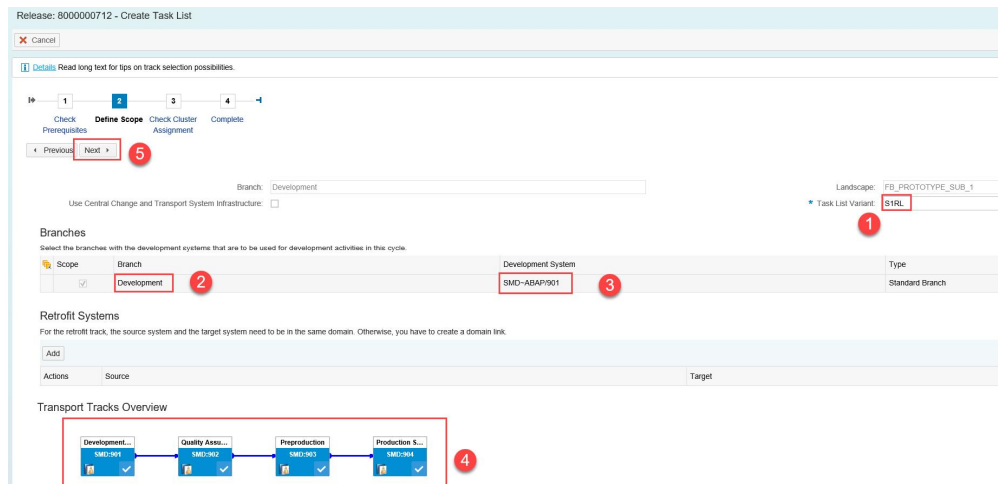 Release: 8000000712 - Create Task List
Cancel
Details Read long text for tips on track selection possibilities.
1 2 3 4
Check Prerequisites Define Scope Check Cluster Assignment Complete
Previous Next 5
Branch: Development Landscape: FB_PROTOTYPE_SUB_1
Use Central Change and Transport System Infrastructure: * Task List Variant: S1RL
1
Branches
Select the branches with the development systems that are to be used for development activities in this cycle.
Scope Branch Development System Type
Development 2 SMD~ABAP/901 3 Standard Branch
Retrofit Systems
For the retrofit track, the source system and the target system need to be in the same domain. Otherwise, you have to create a domain link.
Add
Actions Source Target
Transport Tracks Overview
Development... Quality Assu... Preproduction Production S...
SMD:901 SMD:902 SMD:903 SMD:904
4